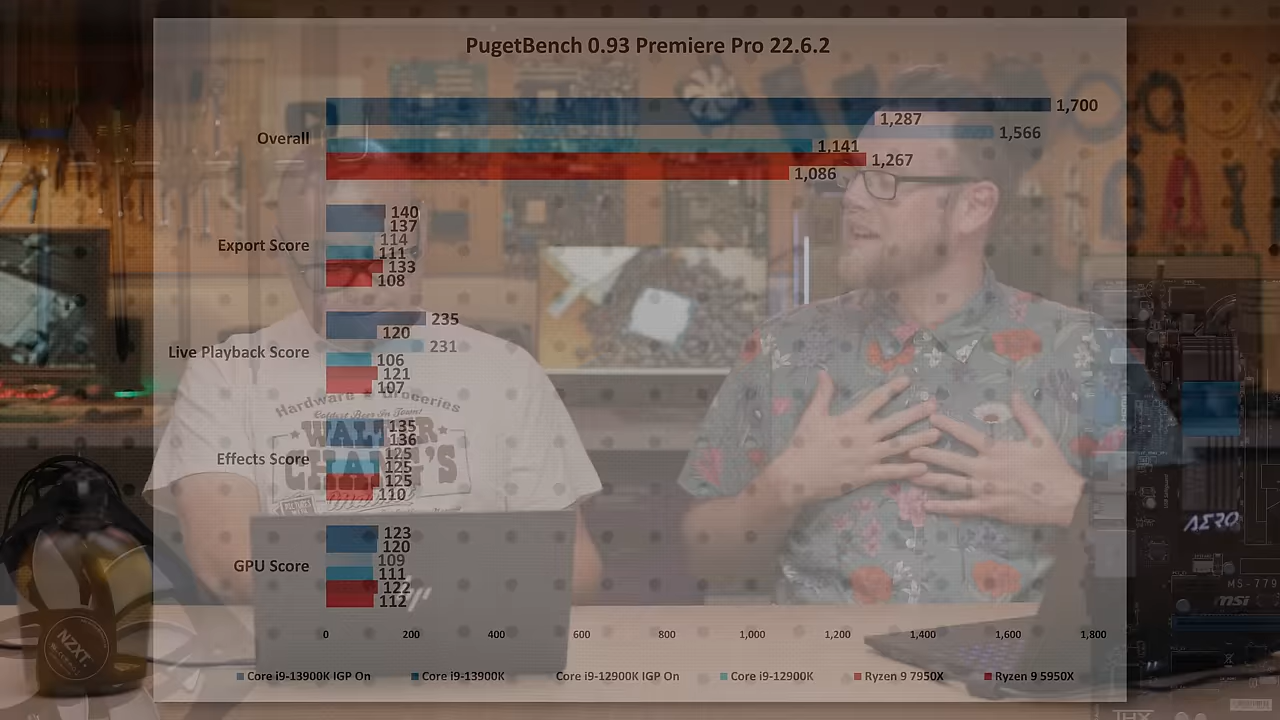 PugetBench 0.93 Premiere Pro 22.6.2
Overall
1,700
1,287
1,566
1,141
1,267
1,086
Export Score
140
137
114
111
133
108
Live Playback Score
235
120
231
106
121
107
Effects Score
135
136
125
125
125
110
GPU Score
123
120
109
111
122
112
0 200 400 600 800 1,000 1,200 1,400 1,600 1,800
Core i9-13900K IGP On Core i9-13900K Core i9-12900K IGP On Core i9-12900K Ryzen 9 7950X Ryzen 9 5950X
Hardware Groceries
Coldest Beer In Town!
WALTER
CHANG'S
NZXT
hp
AERO
MS-779
msi
THX